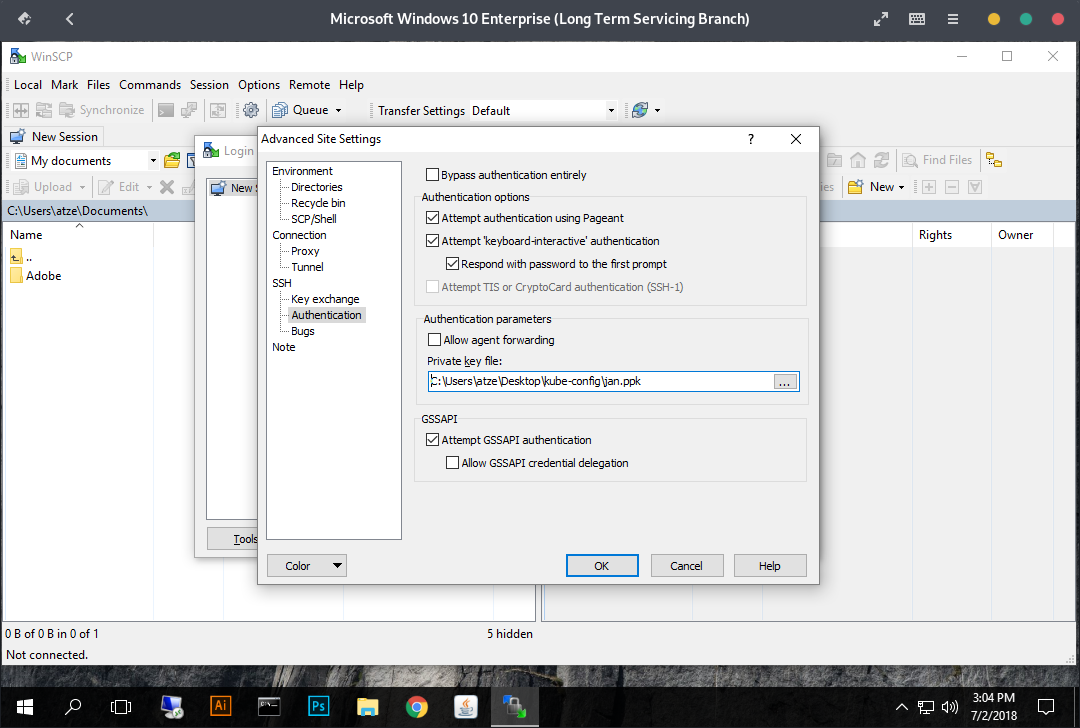 Microsoft Windows 10 Enterprise (Long Term Servicing Branch)
WinSCP
Local Mark Files Commands Session Options Remote Help
Synchronize Queue Transfer Settings Default
New Session
My documents Find Files
Upload Edit New
C:\Users\atze\Documents\
Name Rights Owner
..
Adobe
Login
New
Tools
Advanced Site Settings ?
Environment
Directories
Recycle bin
SCP/Shell
Connection
Proxy
Tunnel
SSH
Key exchange
Authentication
Bugs
Note
Bypass authentication entirely
Authentication options
Attempt authentication using Pageant
Attempt 'keyboard-interactive' authentication
Respond with password to the first prompt
Attempt TIS or CryptoCard authentication (SSH-1)
Authentication parameters
Allow agent forwarding
Private key file:
C:\Users\atze\Desktop\kube-config\jan.ppk
...
GSSAPI
Attempt GSSAPI authentication
Allow GSSAPI credential delegation
Color OK Cancel Help
0 B of 0 B in 0 of 1 5 hidden
Not connected.
Ai Ps
3:04 PM
7/2/2018